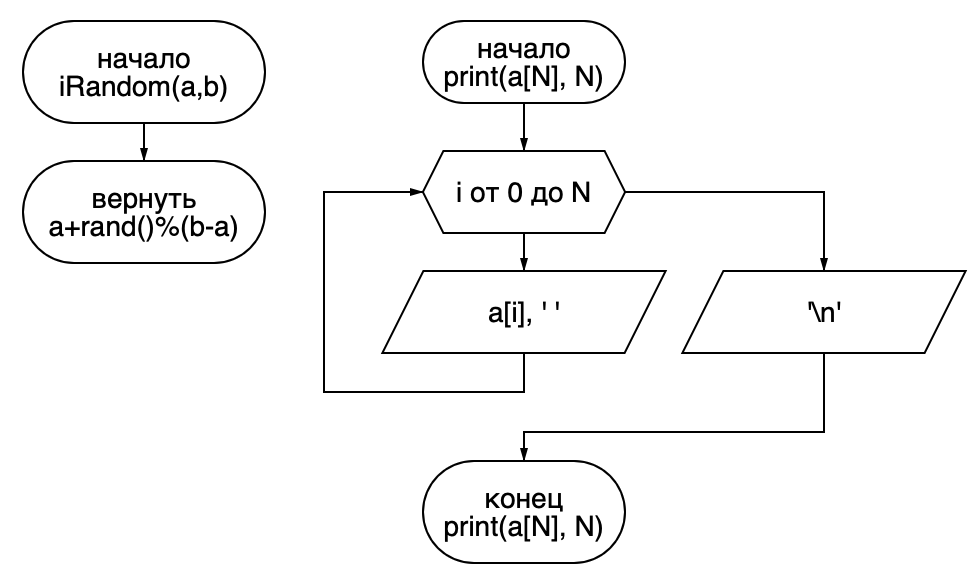 начало
iRandom(a,b)
вернуть
a+rand()%(b-a)
начало
print(a[N], N)
i от 0 до N
a[i], ' '
'\n'
конец
print(a[N], N)